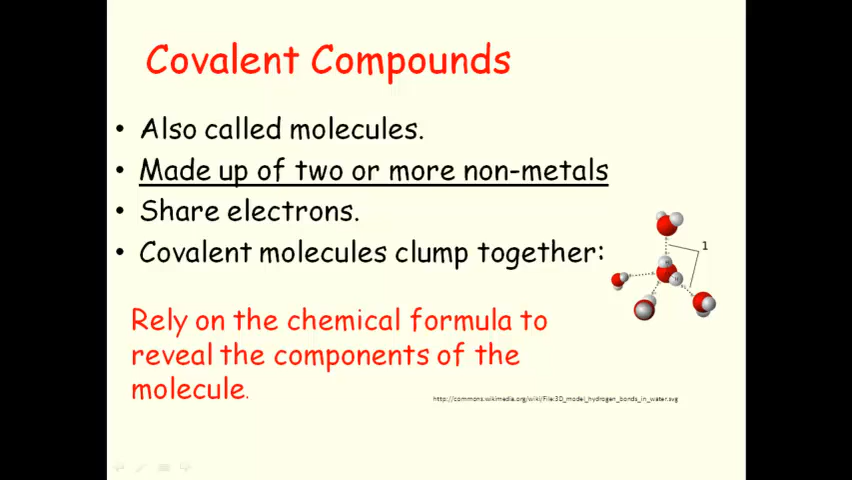 Covalent Compounds
• Also called molecules.
• Made up of two or more non-metals
• Share electrons.
• Covalent molecules clump together:
1
Rely on the chemical formula to
reveal the components of the
molecule.
http://commons.wikimedia.org/wiki/File:3D_model_hydrogen_bonds_in_water.svg